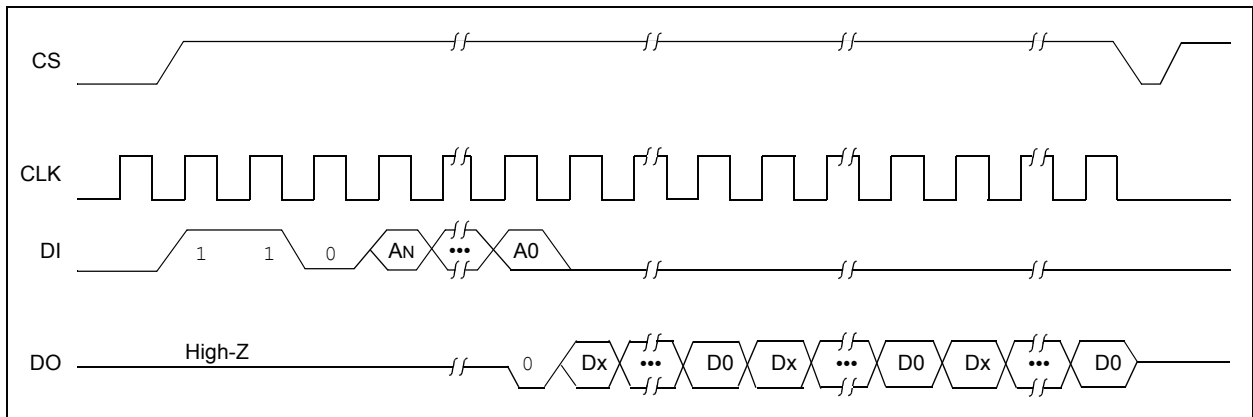 CS
CLK
DI 1 1 0 AN ••• A0
High-Z
DO 0 Dx ••• D0 Dx ••• D0 Dx ••• D0